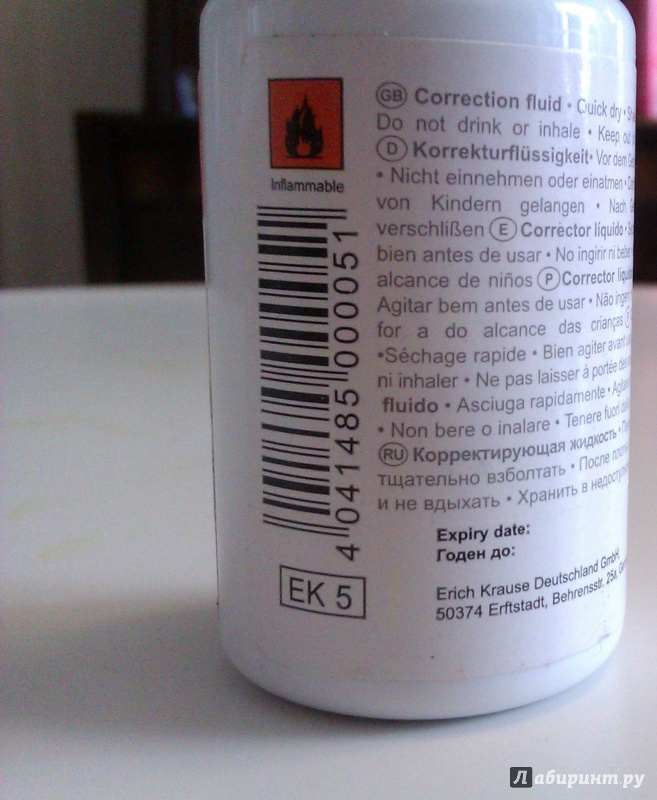 Inflammable
4 041485 000051
EK 5
GB Correction fluid • Quick dry •
Do not drink or inhale • Keep out
D Korrekturflüssigkeit • Vor dem
• Nicht einnehmen oder einatmen •
von Kindern gelangen • Nach
verschlißen E Corrector líquido •
bien antes de usar • No ingirir ni
alcance de niños P Corrector
Agitar bem antes de usar • Não
for a do alcance das crianças
•Séchage rapide • Bien agiter avant
ni inhaler • Ne pas laisser à portée des
fluido • Asciuga rapidamente •
• Non bere o inalare • Tenere fuori
RU Корректирующая жидкость •
тщательно взболтать • После
и не вдыхать • Хранить в
Expiry date:
Годен до:
Erich Krause Deutschland GmbH,
50374 Erftstadt, Behrensstr. 25a,
Лабиринт.ру